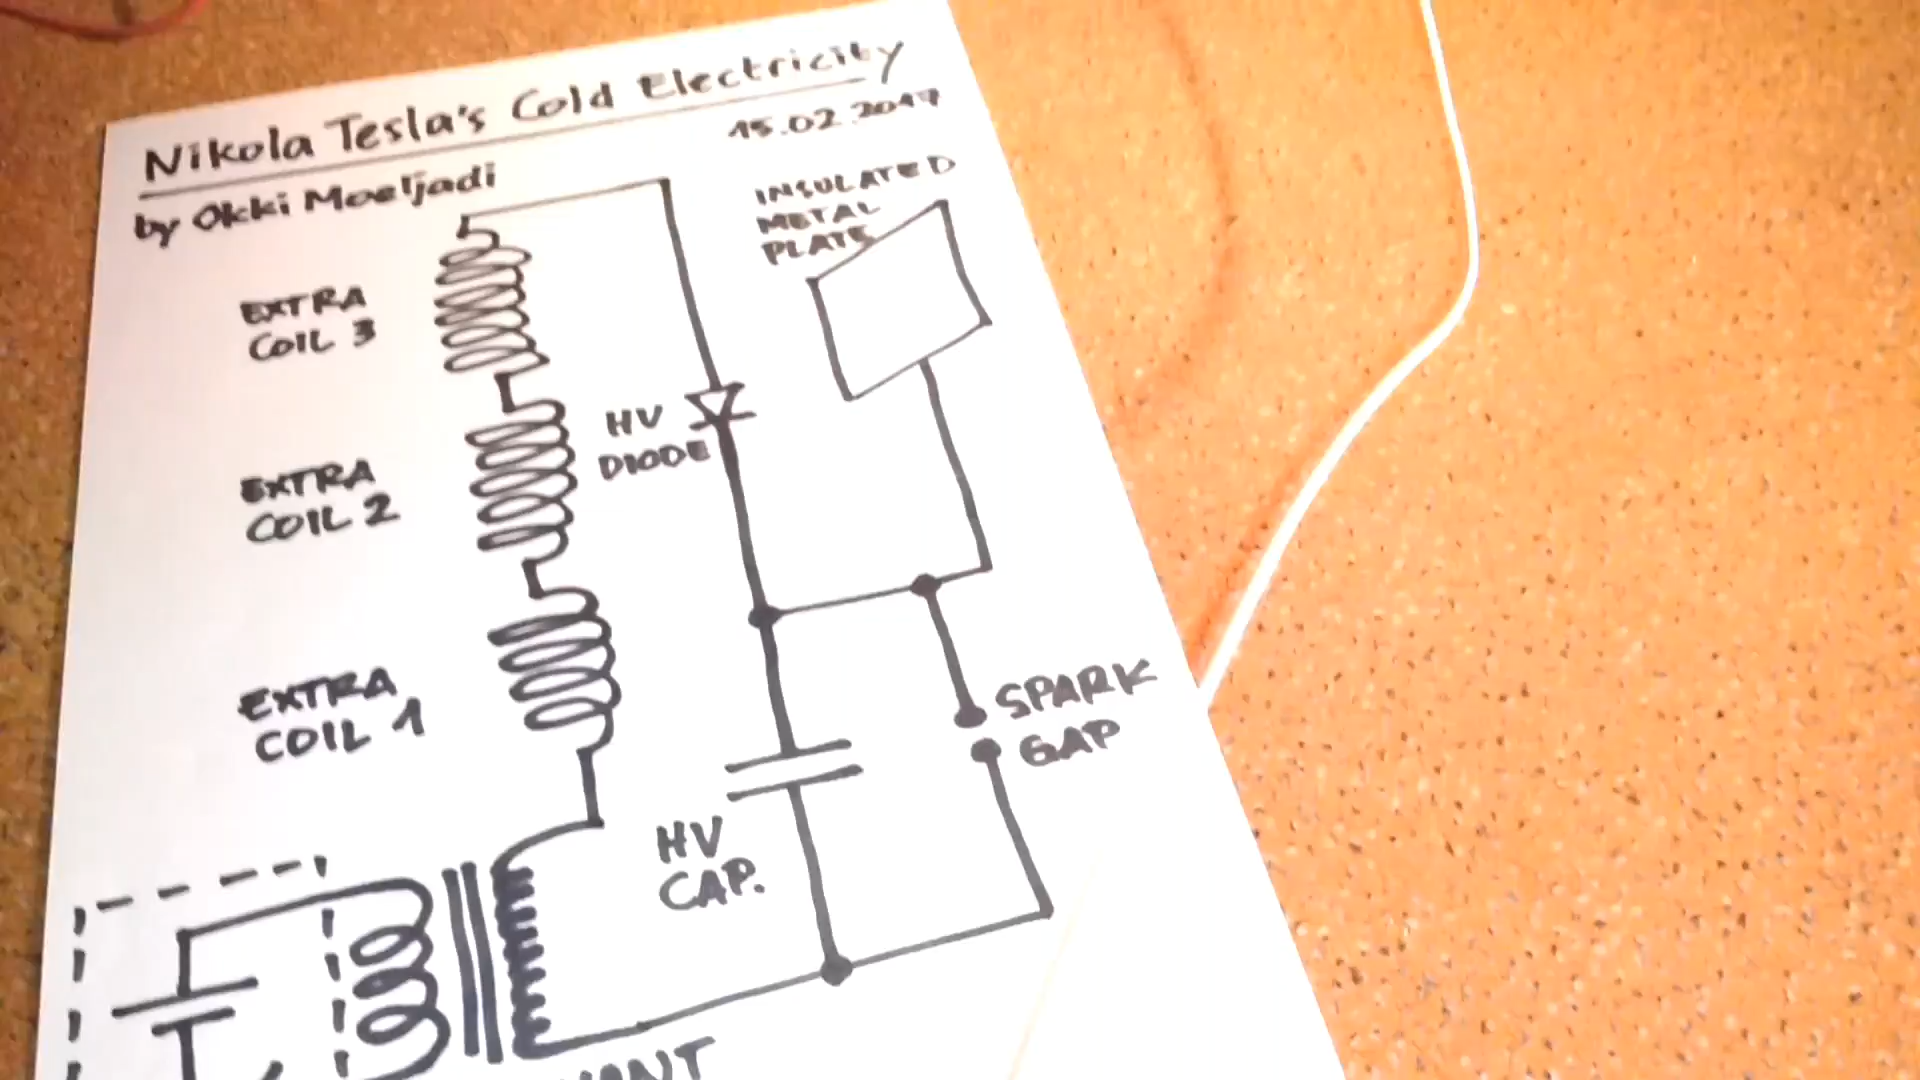 Nikola Tesla's Cold Electricity
15.02.2017
by Okki Moeljadi
INSULATED
METAL
PLATE
EXTRA
COIL 3
HV
DIODE
EXTRA
COIL 2
EXTRA
COIL 1
SPARK
GAP
HV
CAP.